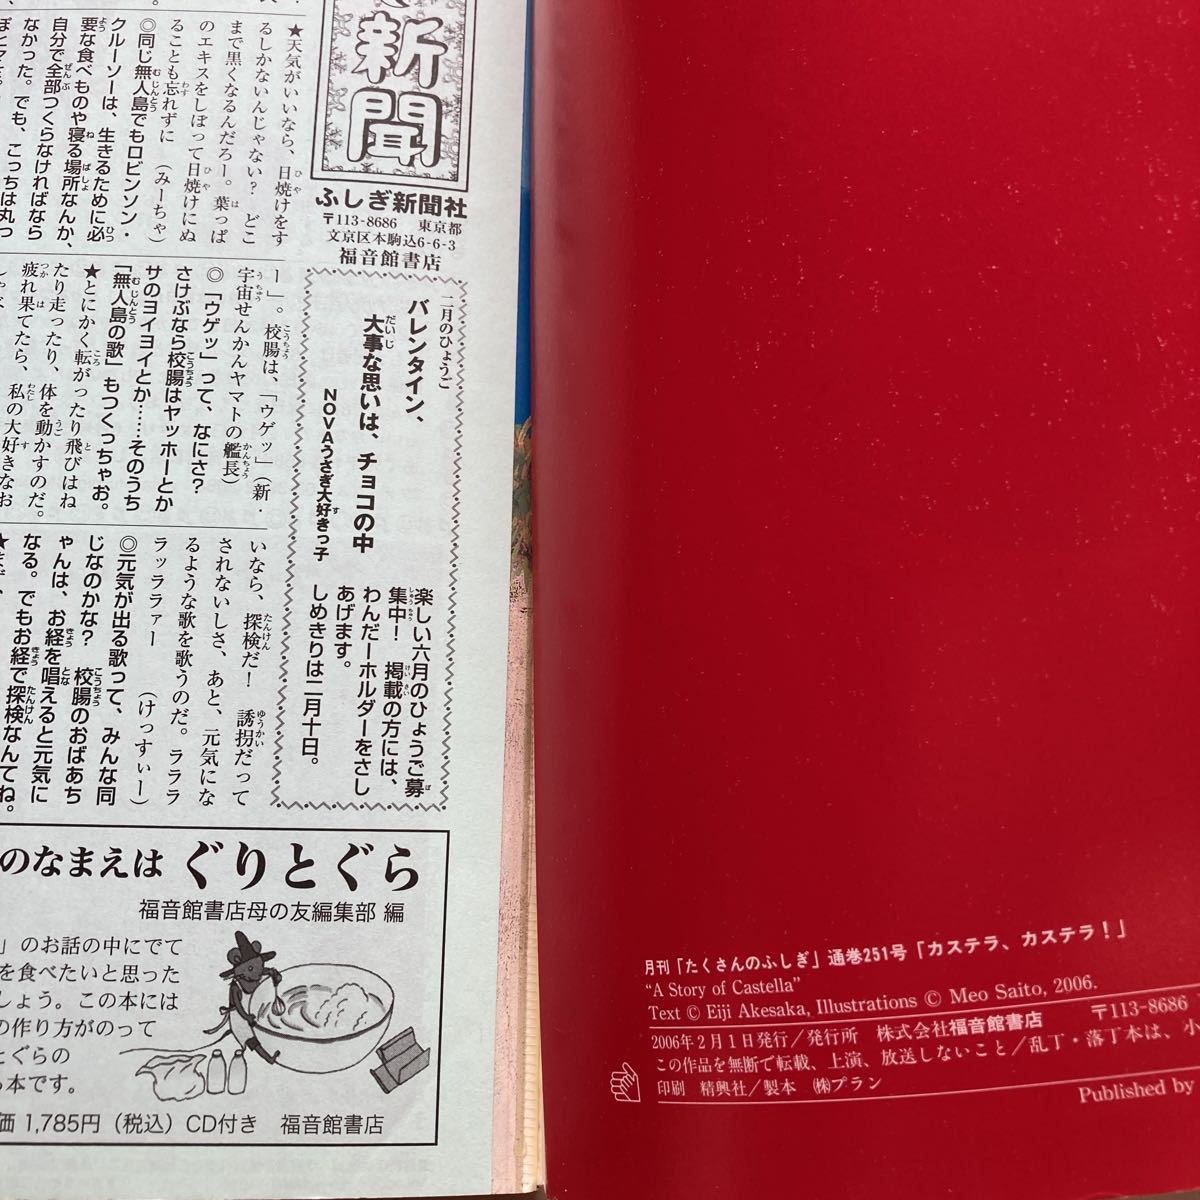 新聞
ふしぎ新聞社
〒113-8686 東京都
文京区本駒込6-6-3
福音館書店
★天気がいいなら、日焼けをす
るしかないんじゃない? どこ
まで黒くなるんだろー。葉っぱ
のエキスをしぼって日焼けにぬ
ることも忘れずに (みーちゃ)
◎同じ無人島でもロビンソン・
クルーソーは、生きるために必
要な食べものや寝る場所なんか、
自分で全部つくらなければなら
なかった。でも、こっちは丸っ
二月のひょうご
バレンタイン、
大事な思いは、チョコの中
NOVAうさぎ大好きっ子
楽しい六月のひょうご募
集中! 掲載の方には、
わんだーホルダーをさし
あげます。
しめきりは二月十日。
ー」。校腸は、「ウゲッ」(新・
宇宙せんかんヤマトの艦長)
◎「ウゲッ」って、なにさ?
さけぶなら校腸はヤッホーとか
サのヨイヨイとか……そのうち
「無人島の歌」もつくっちゃお。
★とにかく転がったり飛びはね
たり走ったり、体を動かすのだ。
疲れ果てたら、私の大好きなお
いなら、探検だ! 誘拐だって
されないしさ、あと、元気にな
るような歌を歌うのだ。ラララ
ラッララァー (けっすぃー)
◎元気が出る歌って、みんな同
じなのかな? 校腸のおばあち
ゃんは、お経を唱えると元気に
なる。でもお経で探検なんてね。
のなまえは ぐりとぐら
福音館書店母の友編集部 編
」のお話の中にでて
を食べたいと思った
しょう。この本には
の作り方がのって
とぐらの
る本です。
価 1,785円(税込)CD付き 福音館書店
月刊「たくさんのふしぎ」通巻251号「カステラ、カステラ!」
"A Story of Castella"
Text © Eiji Akesaka, Illustrations © Meo Saito, 2006.
2006年2月1日発行/発行所 株式会社福音館書店 〒113-8686
この作品を無断で転載、上演、放送しないこと/乱丁・落丁本は、小
印刷 精興社/製本 ㈱プラン
Published by